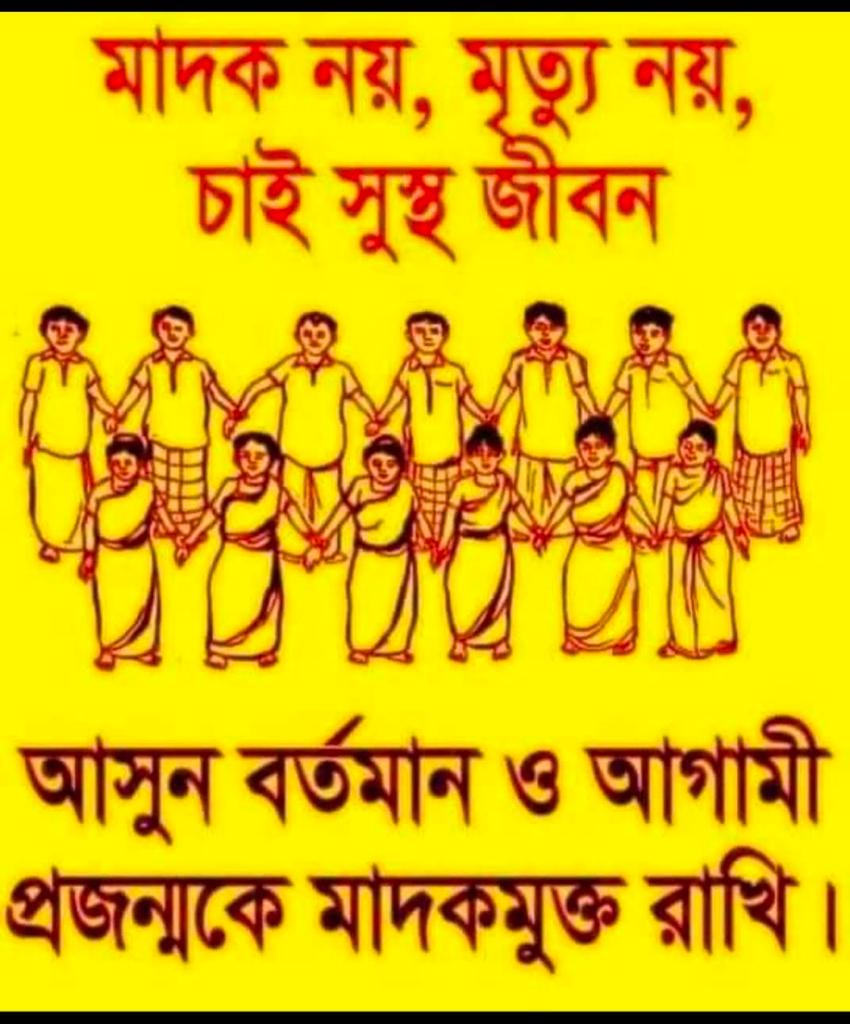 মাদক নয়, মৃত্যু নয়,
চাই সুস্থ জীবন
আসুন বর্তমান ও আগামী
প্রজন্মকে মাদকমুক্ত রাখি।